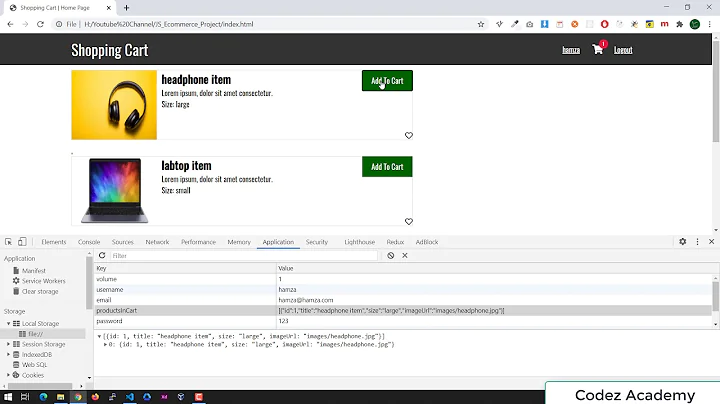 Shopping Cart | Home Page
File | H:/Youtube%20Channel/JS_Ecommerce_Project/index.html
Shopping Cart
hamza
1
Logout
headphone item
Lorem ipsum, dolor sit amet consectetur.
Size: large
Add To Cart
labtop item
Lorem ipsum, dolor sit amet consectetur.
Size: small
Add To Cart
Elements Console Sources Network Performance Memory Application Security Lighthouse Redux AdBlock
Application
Manifest
Service Workers
Clear storage
Storage
Local Storage
file://
Session Storage
IndexedDB
Web SQL
Cookies
Filter
Key Value
volume 1
username hamza
email hamza@hamza.com
productsInCart [{"id":1,"title":"headphone item","size":"large","imageUrl":"images/headphone.jpg"}]
password 123
[{id: 1, title: "headphone item", size: "large", imageUrl: "images/headphone.jpg"}]
0: {id: 1, title: "headphone item", size: "large", imageUrl: "images/headphone.jpg"}
Codez Academy